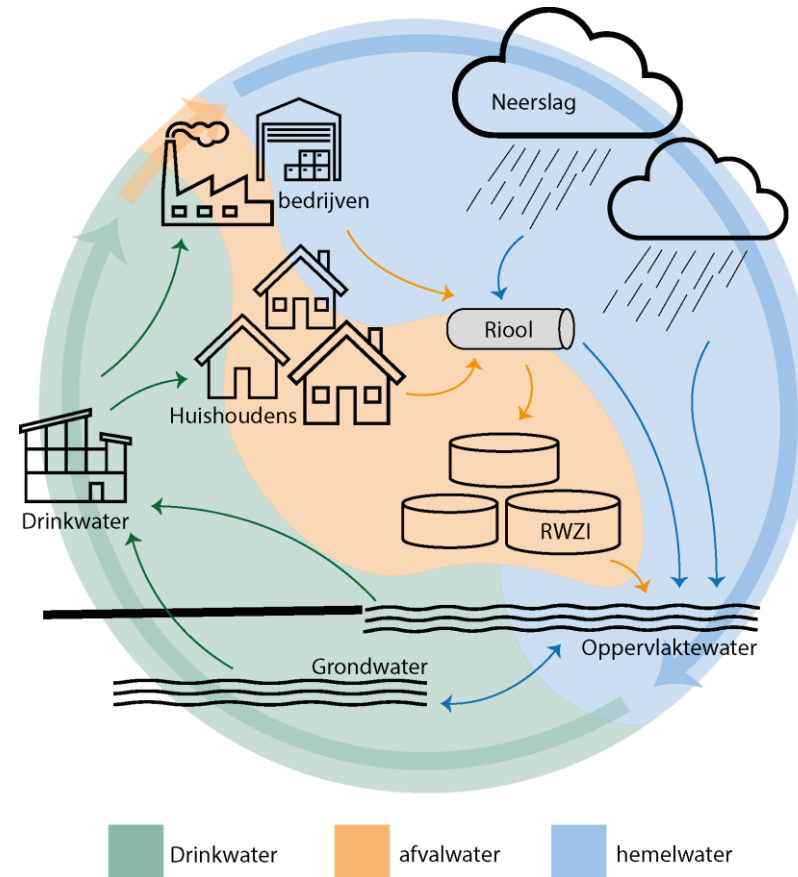 Neerslag
bedrijven
Riool
Huishoudens
Drinkwater
RWZI
Oppervlaktewater
Grondwater
Drinkwater
afvalwater
hemelwater